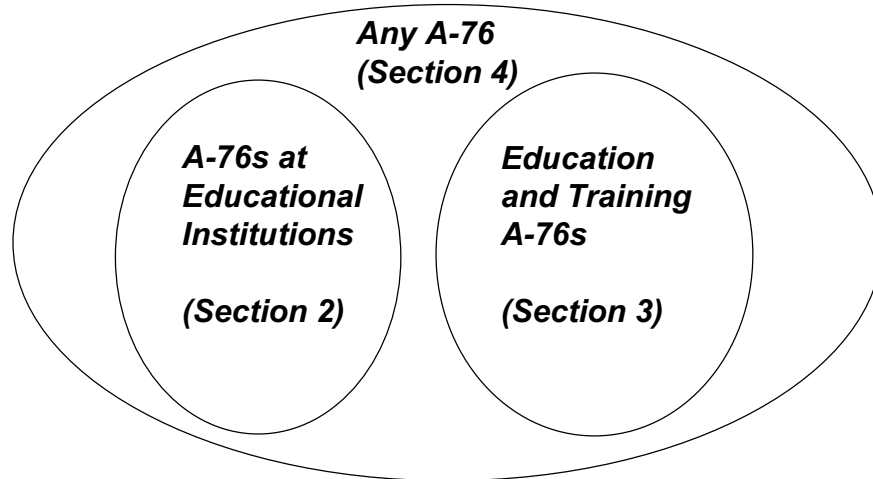 Any A-76
(Section 4)
A-76s at
Educational
Institutions
(Section 2)
Education
and Training
A-76s
(Section 3)